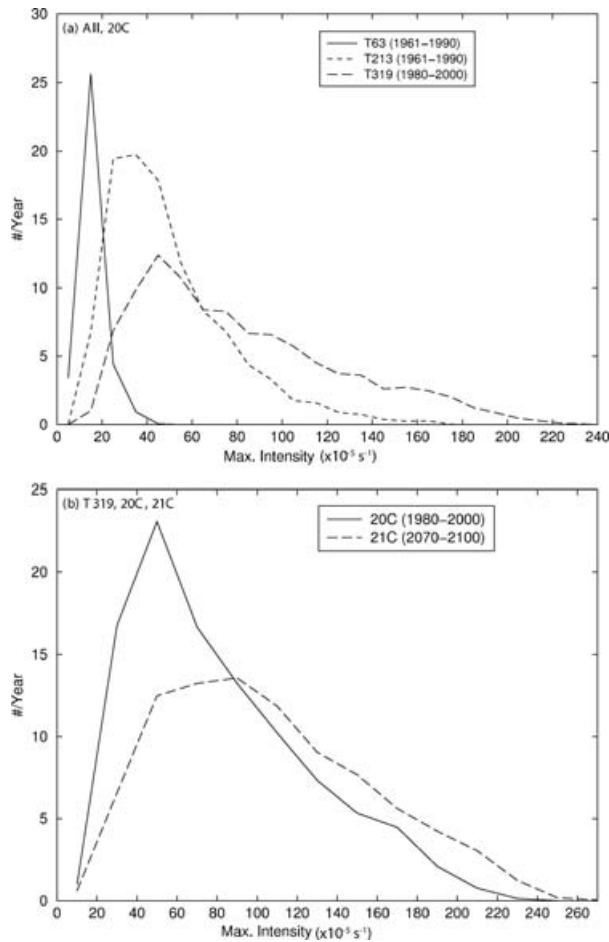 (a) All, 20C
T63 (1961-1990)
T213 (1961-1990)
T319 (1980-2000)
30
25
20
15
10
5
0
#/Year
0 20 40 60 80 100 120 140 160 180 200 220 240
Max. Intensity (x10⁻⁵ s⁻¹)
(b) T319, 20C, 21C
20C (1980-2000)
21C (2070-2100)
25
20
15
10
5
0
#/Year
0 20 40 60 80 100 120 140 160 180 200 220 240 260
Max. Intensity (x10⁻⁵ s⁻¹)